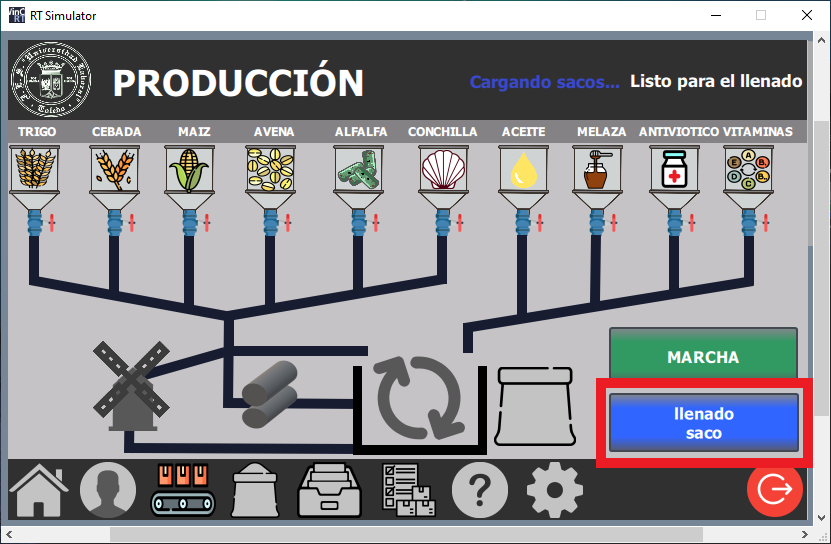 RT Simulator
PRODUCCIÓN
Cargando sacos... Listo para el llenado
TRIGO CEBADA MAIZ AVENA ALFALFA CONCHILLA ACEITE MELAZA ANTIVIOTICO VITAMINAS
A
E B
D B
C B
MARCHA
llenado
saco
?